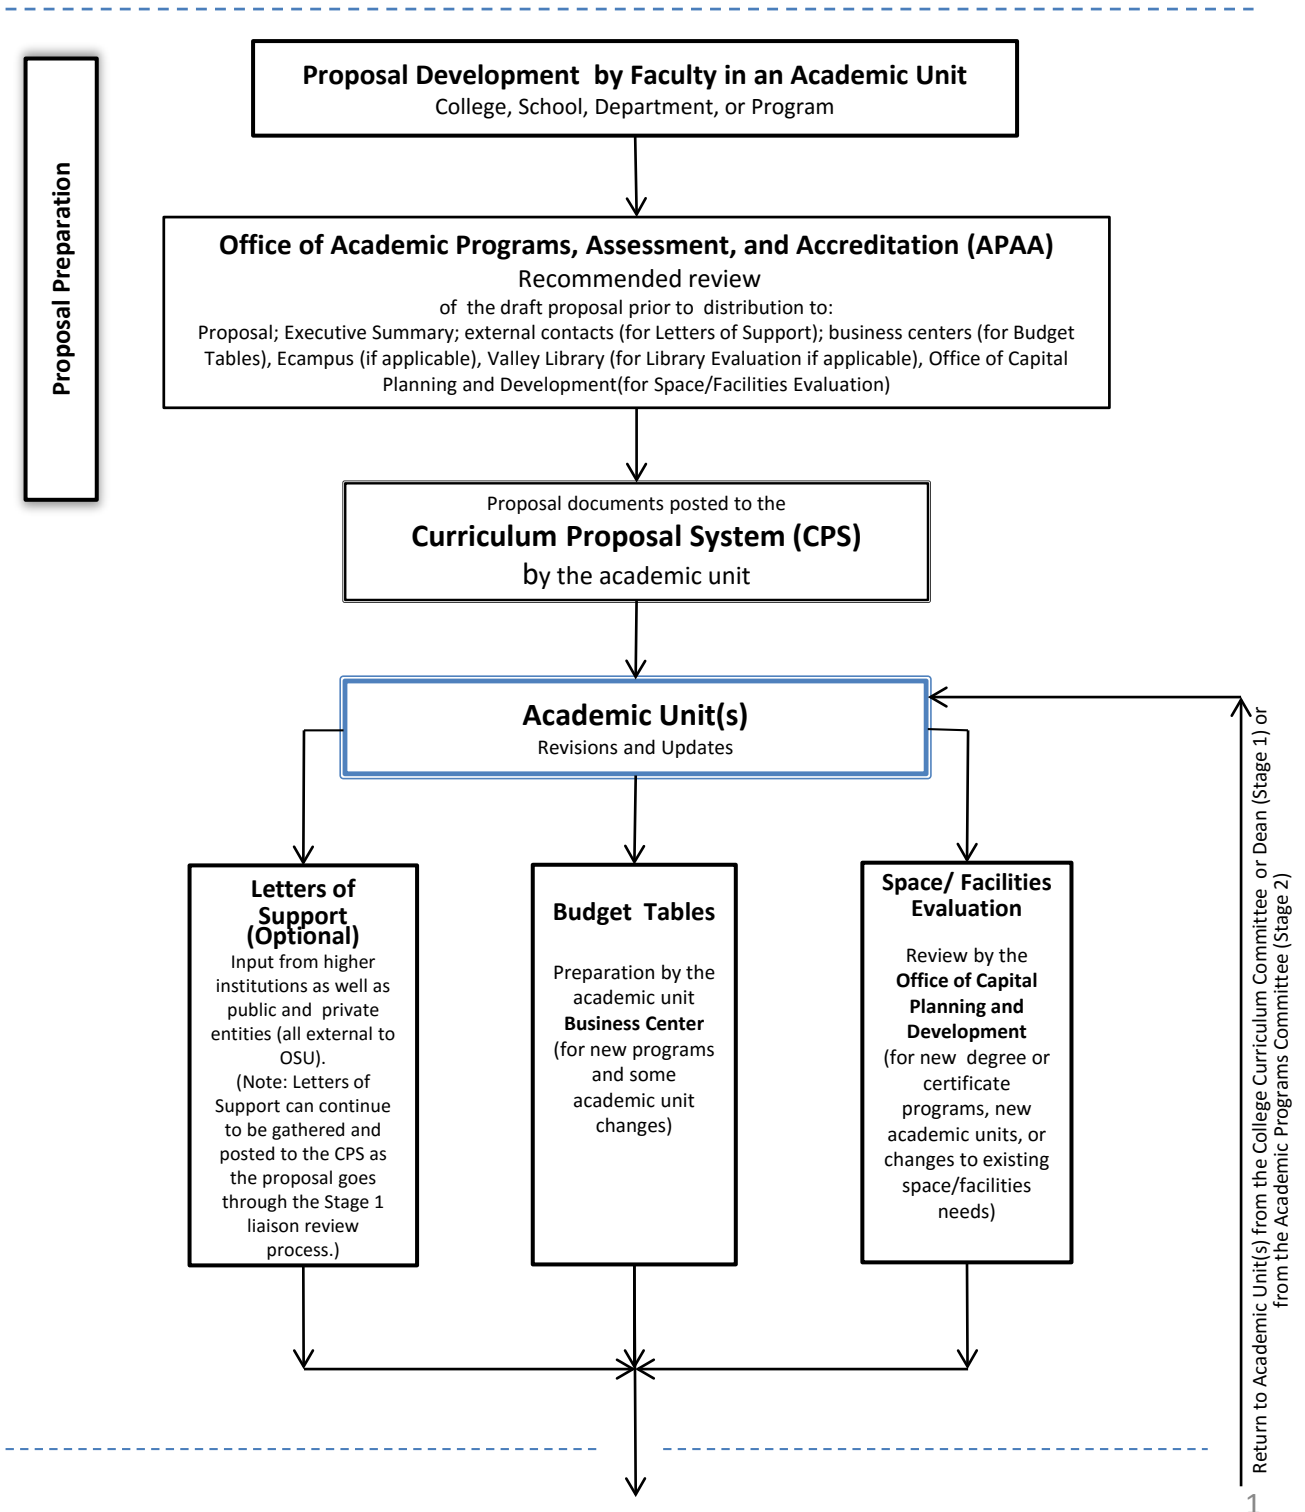 Proposal Preparation
Proposal Development  by Faculty in an Academic Unit
College, School, Department, or Program
Office of Academic Programs, Assessment, and Accreditation (APAA)
Recommended review
of  the draft proposal prior to  distribution to:
Proposal; Executive Summary; external contacts (for Letters of Support); business centers (for Budget
Tables), Ecampus (if applicable), Valley Library (for Library Evaluation if applicable), Office of Capital
Planning and Development(for Space/Facilities Evaluation)
Proposal documents posted to the
Curriculum Proposal System (CPS)
by the academic unit
Academic Unit(s)
Revisions and Updates
Letters of
Support
(Optional)
Input from higher
institutions as well as
public and  private
entities (all external to
OSU).
(Note: Letters of
Support can continue
to be gathered and
posted to the CPS as
the proposal goes
through the Stage 1
liaison review
process.)
Budget  Tables
Preparation by the
academic unit
Business Center
(for new programs
and some
academic unit
changes)
Space/ Facilities
Evaluation
Review by the
Office of Capital
Planning and
Development
(for new  degree or
certificate
programs, new
academic units, or
changes to existing
space/facilities
needs)
Return to Academic Unit(s) from the College Curriculum Committee  or Dean (Stage 1) or
from the Academic Programs Committee (Stage 2)
1